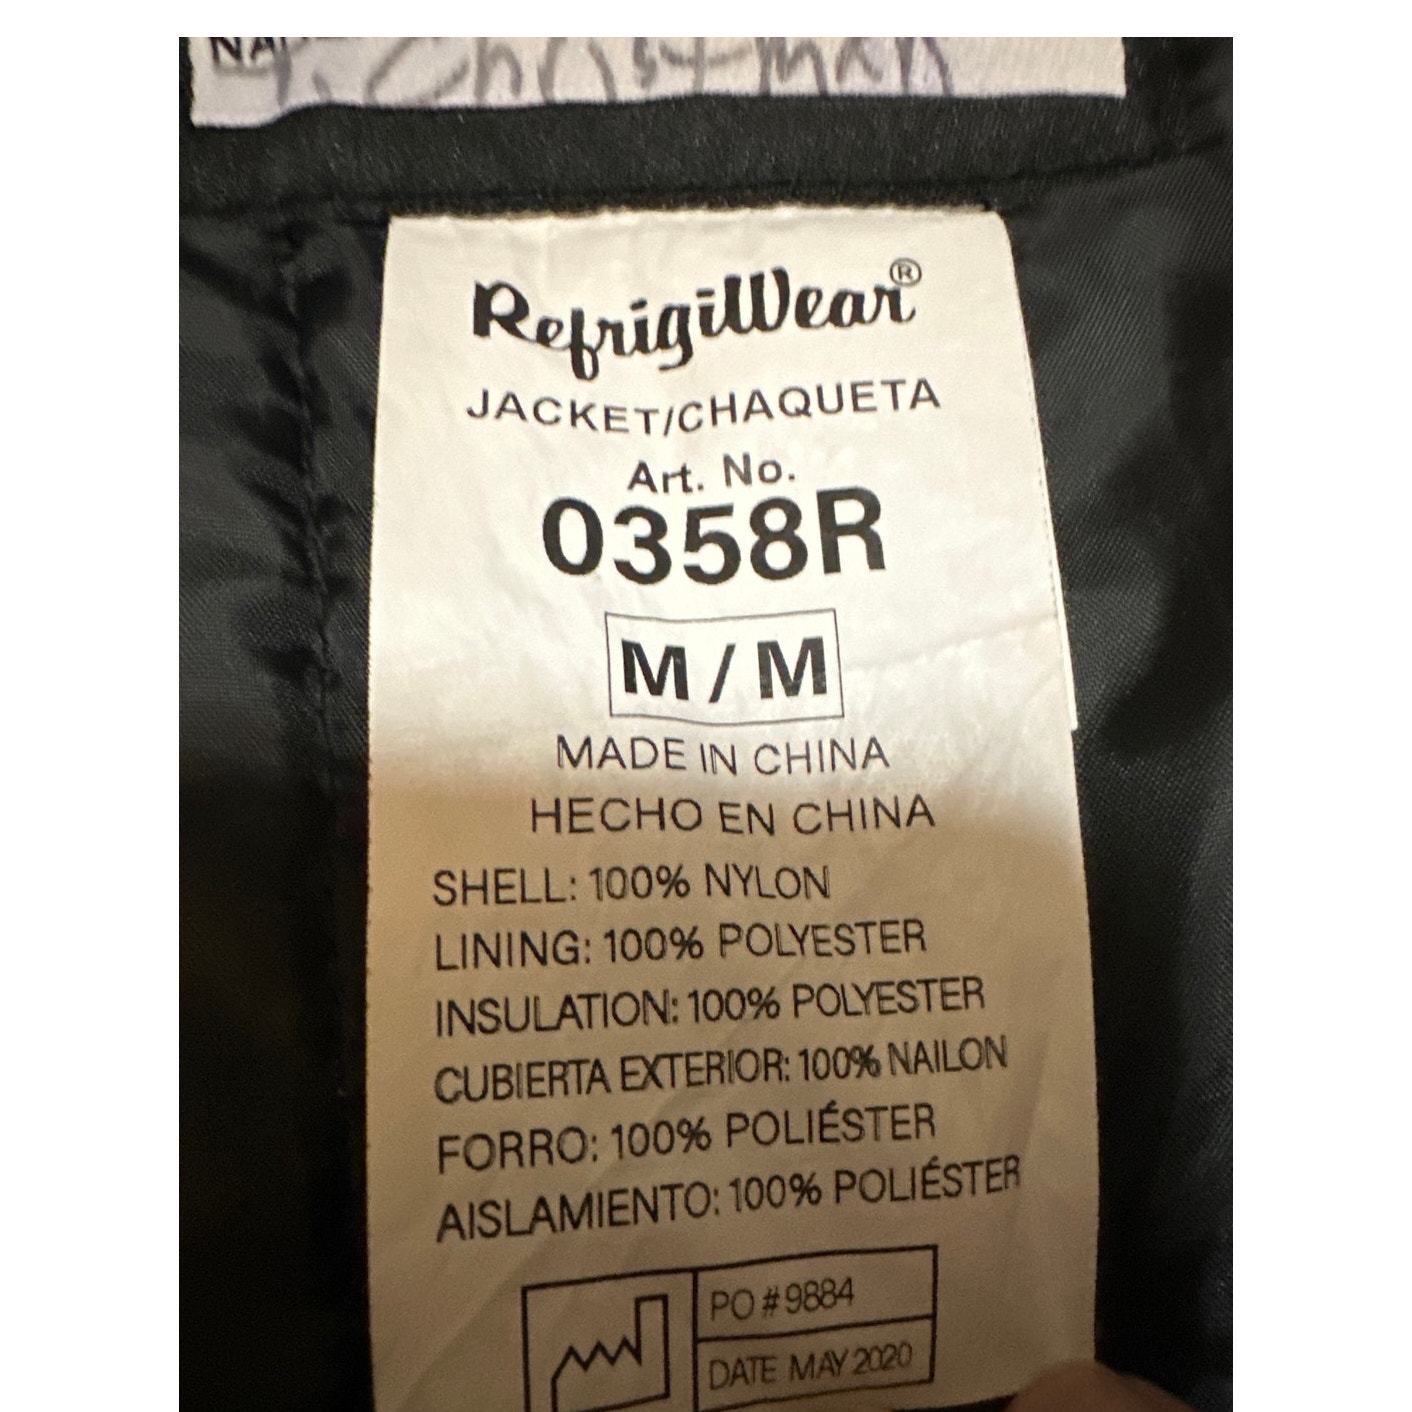 Christman
RefrigiWear®
JACKET/CHAQUETA
Art. No.
0358R
M / M
MADE IN CHINA
HECHO EN CHINA
SHELL: 100% NYLON
LINING: 100% POLYESTER
INSULATION: 100% POLYESTER
CUBIERTA EXTERIOR: 100% NAILON
FORRO: 100% POLIÉSTER
AISLAMIENTO: 100% POLIÉSTER
PO # 9884
DATE MAY 2020